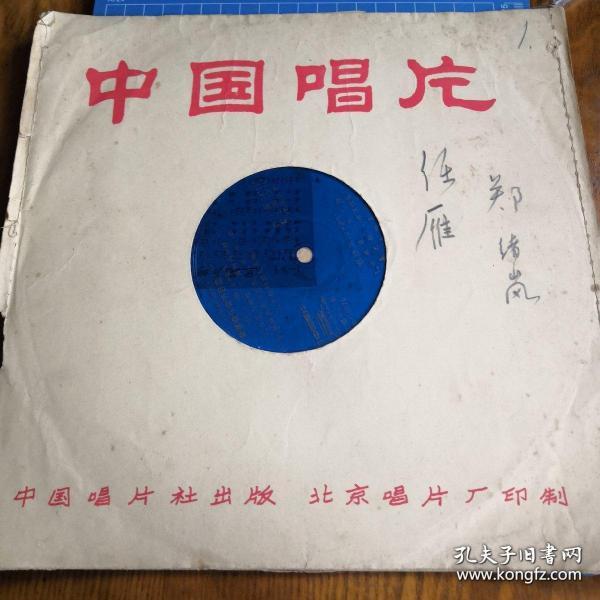 中国唱片
1.
任雁
郑绪岚
中国唱片社出版 北京唱片厂印制
孔夫子旧书网
www.kongfz.com